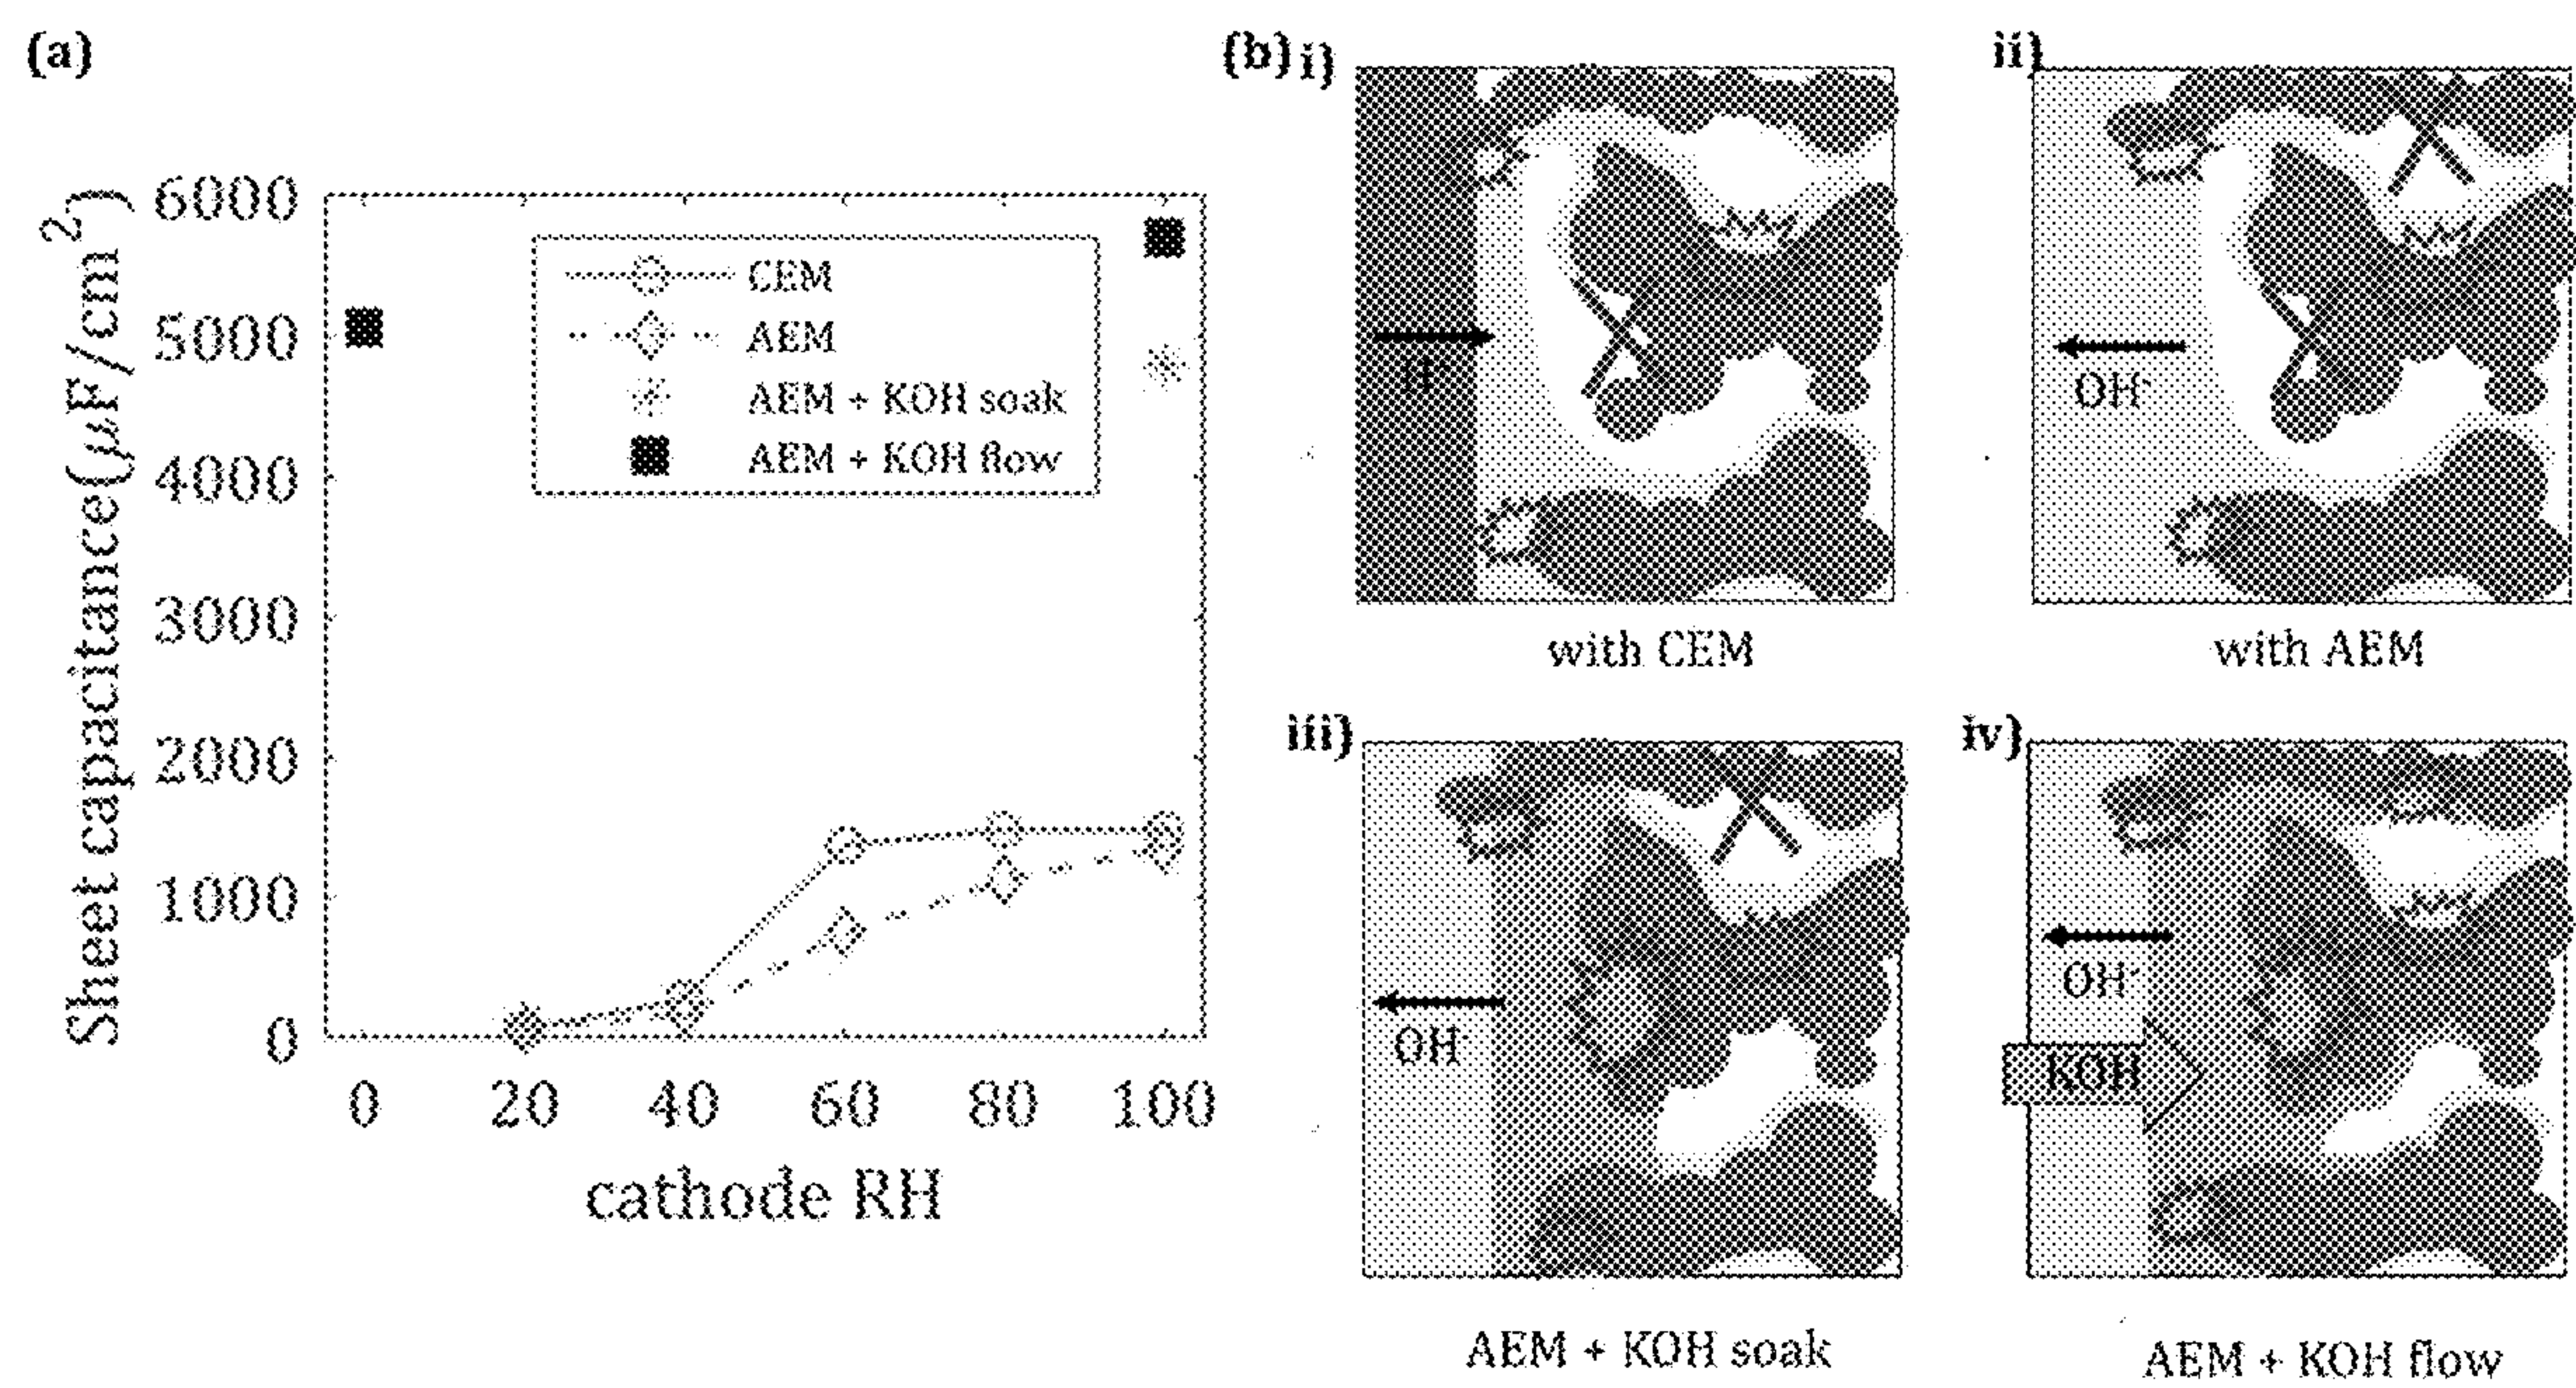 (a)
Sheet capacitance(μF/cm²)
6000
5000
4000
3000
2000
1000
0
0 20 40 60 80 100
cathode RH
CEM
AEM
AEM + KOH soak
AEM + KOH flow
(b) i)
with CEM
ii)
OH⁻
with AEM
iii)
OH
AEM + KOH soak
iv)
OH⁻
KOH
AEM + KOH flow